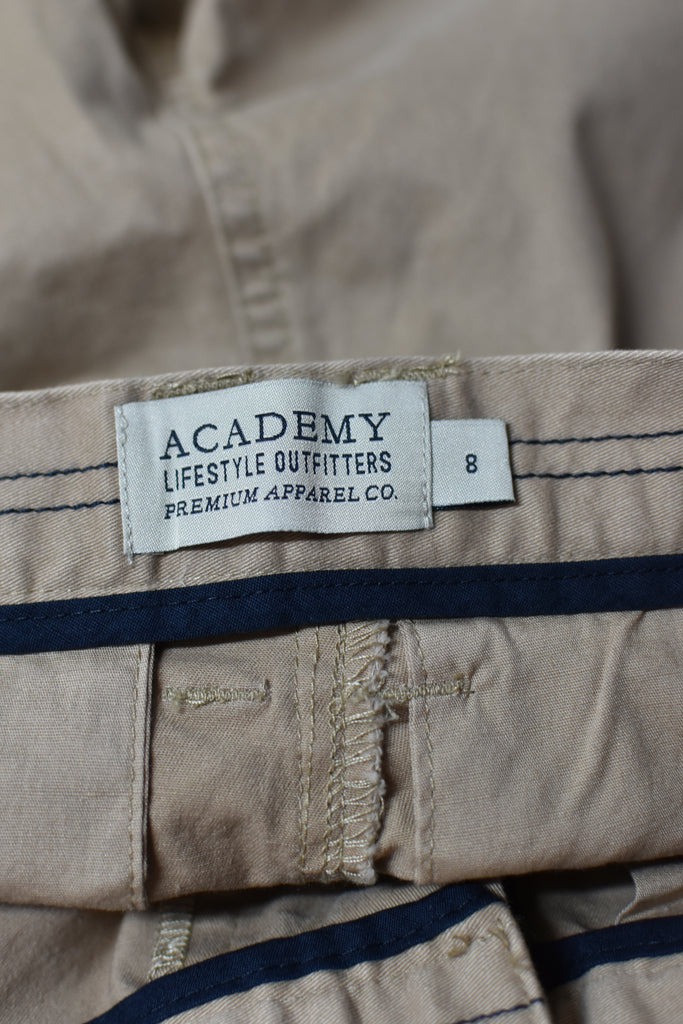 ACADEMY
LIFESTYLE OUTFITTERS
PREMIUM APPAREL CO.
8